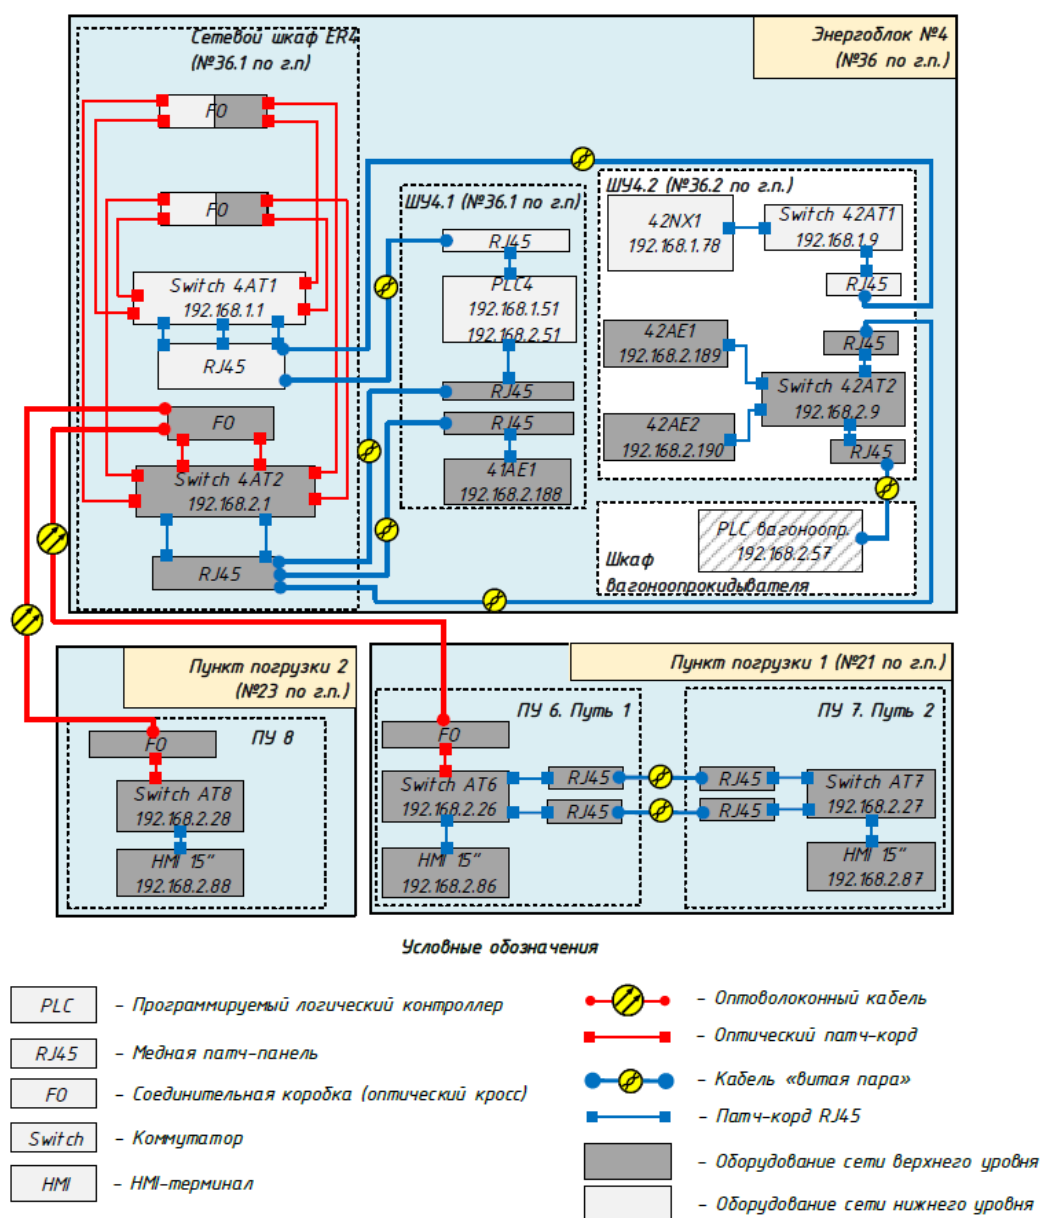 Сетевой шкаф ER4
(№36.1 по г.п)
Энергоблок №4
(№36 по г.п.)
FO
FO
Switch 4AT1
192.168.1.1
RJ45
FO
Switch 4AT2
192.168.2.1
RJ45
ШУ4.1 (№36.1 по г.п)
RJ45
PLC4
192.168.1.51
192.168.2.51
RJ45
RJ45
41AE1
192.168.2.188
ШУ4.2 (№36.2 по г.п.)
42NX1
192.168.1.78
Switch 42AT1
192.168.1.9
RJ45
42AE1
192.168.2.189
RJ45
Switch 42AT2
192.168.2.9
42AE2
192.168.2.190
RJ45
PLC вагоноопр.
192.168.2.57
Шкаф
вагоноопрокидывателя
Пункт погрузки 2
(№23 по г.п.)
ПУ 8
FO
Switch AT8
192.168.2.28
HMI 15"
192.168.2.88
Пункт погрузки 1 (№21 по г.п.)
ПУ 6. Путь 1
FO
Switch AT6
192.168.2.26
RJ45
RJ45
HMI 15"
192.168.2.86
ПУ 7. Путь 2
RJ45
RJ45
Switch AT7
192.168.2.27
HMI 15"
192.168.2.87
Условные обозначения
PLC – Программируемый логический контроллер
RJ45 – Медная патч-панель
FO – Соединительная коробка (оптический кросс)
Switch – Коммутатор
HMI – HMI-терминал
– Оптоволоконный кабель
– Оптический патч-корд
– Кабель «витая пара»
– Патч-корд RJ45
– Оборудование сети верхнего уровня
– Оборудование сети нижнего уровня